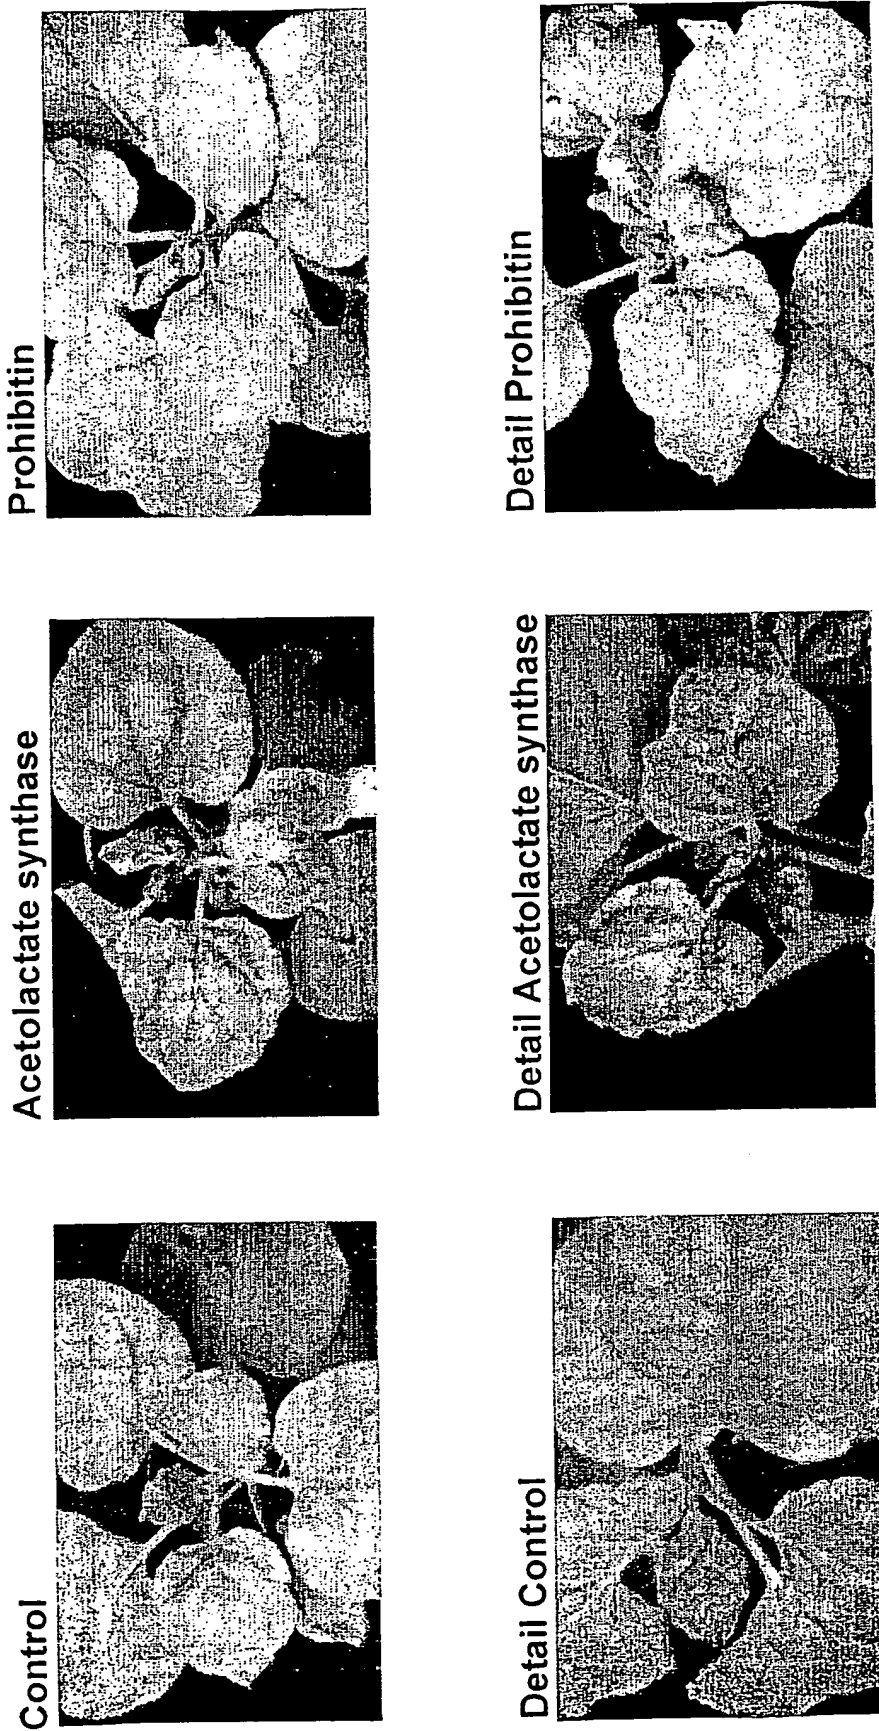 Control
Acetolactate synthase
Prohibitin
Detail Control
Detail Acetolactate synthase
Detail Prohibitin